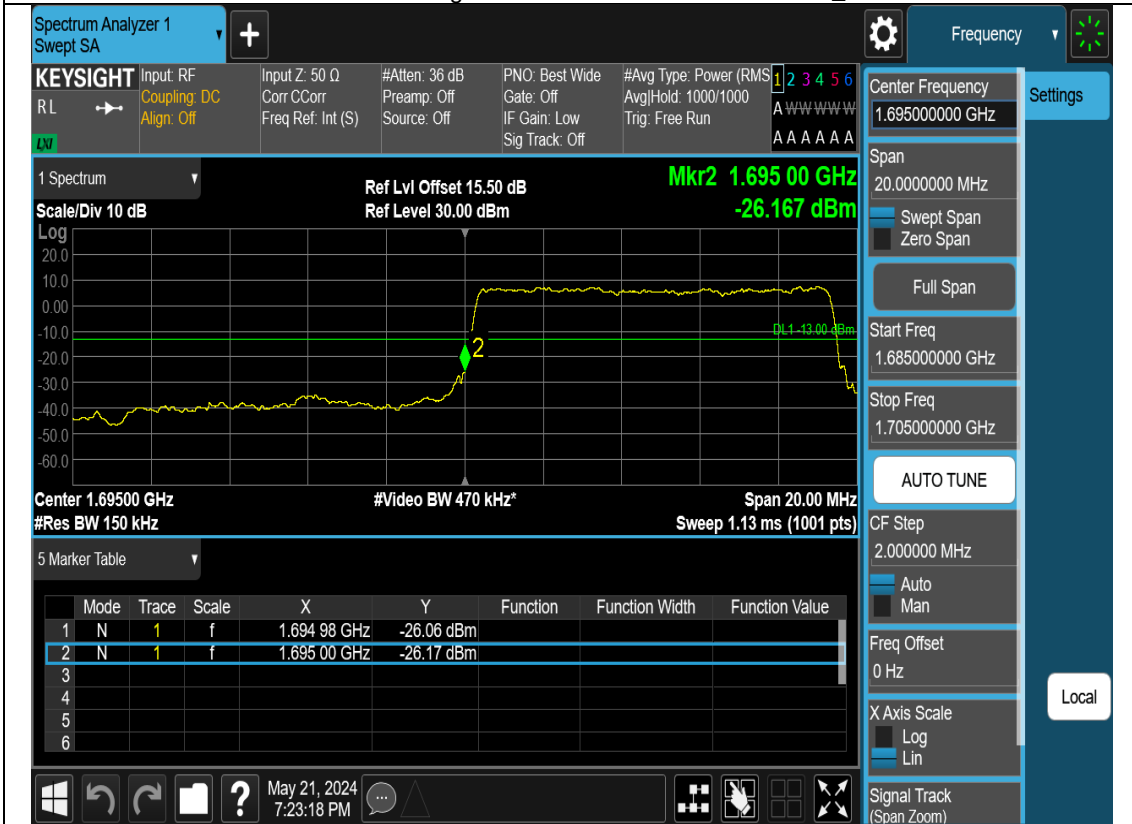 Spectrum Analyzer 1
Swept SA
+
Frequency
KEYSIGHT
R L
LXI
Input: RF
Coupling: DC
Align: Off
Input Z: 50 Ω
Corr CCorr
Freq Ref: Int (S)
#Atten: 36 dB
Preamp: Off
Source: Off
PNO: Best Wide
Gate: Off
IF Gain: Low
Sig Track: Off
#Avg Type: Power (RMS
Avg|Hold: 1000/1000
Trig: Free Run
1 2 3 4 5 6
A W W W W W
A A A A A A
1 Spectrum
Scale/Div 10 dB
Ref Lvl Offset 15.50 dB
Ref Level 30.00 dBm
Mkr2 1.695 00 GHz
-26.167 dBm
Log
20.0
10.0
0.00
-10.0
-20.0
-30.0
-40.0
-50.0
-60.0
DL1 -13.00 dBm
2
Center 1.69500 GHz
#Video BW 470 kHz*
Span 20.00 MHz
#Res BW 150 kHz
Sweep 1.13 ms (1001 pts)
5 Marker Table
Mode Trace Scale X Y Function Function Width Function Value
1 N 1 f 1.694 98 GHz -26.06 dBm
2 N 1 f 1.695 00 GHz -26.17 dBm
3
4
5
6
?
May 21, 2024
7:23:18 PM
Center Frequency
1.695000000 GHz
Span
20.0000000 MHz
Swept Span
Zero Span
Full Span
Start Freq
1.685000000 GHz
Stop Freq
1.705000000 GHz
AUTO TUNE
CF Step
2.000000 MHz
Auto
Man
Freq Offset
0 Hz
X Axis Scale
Log
Lin
Signal Track
(Span Zoom)
Settings
Local